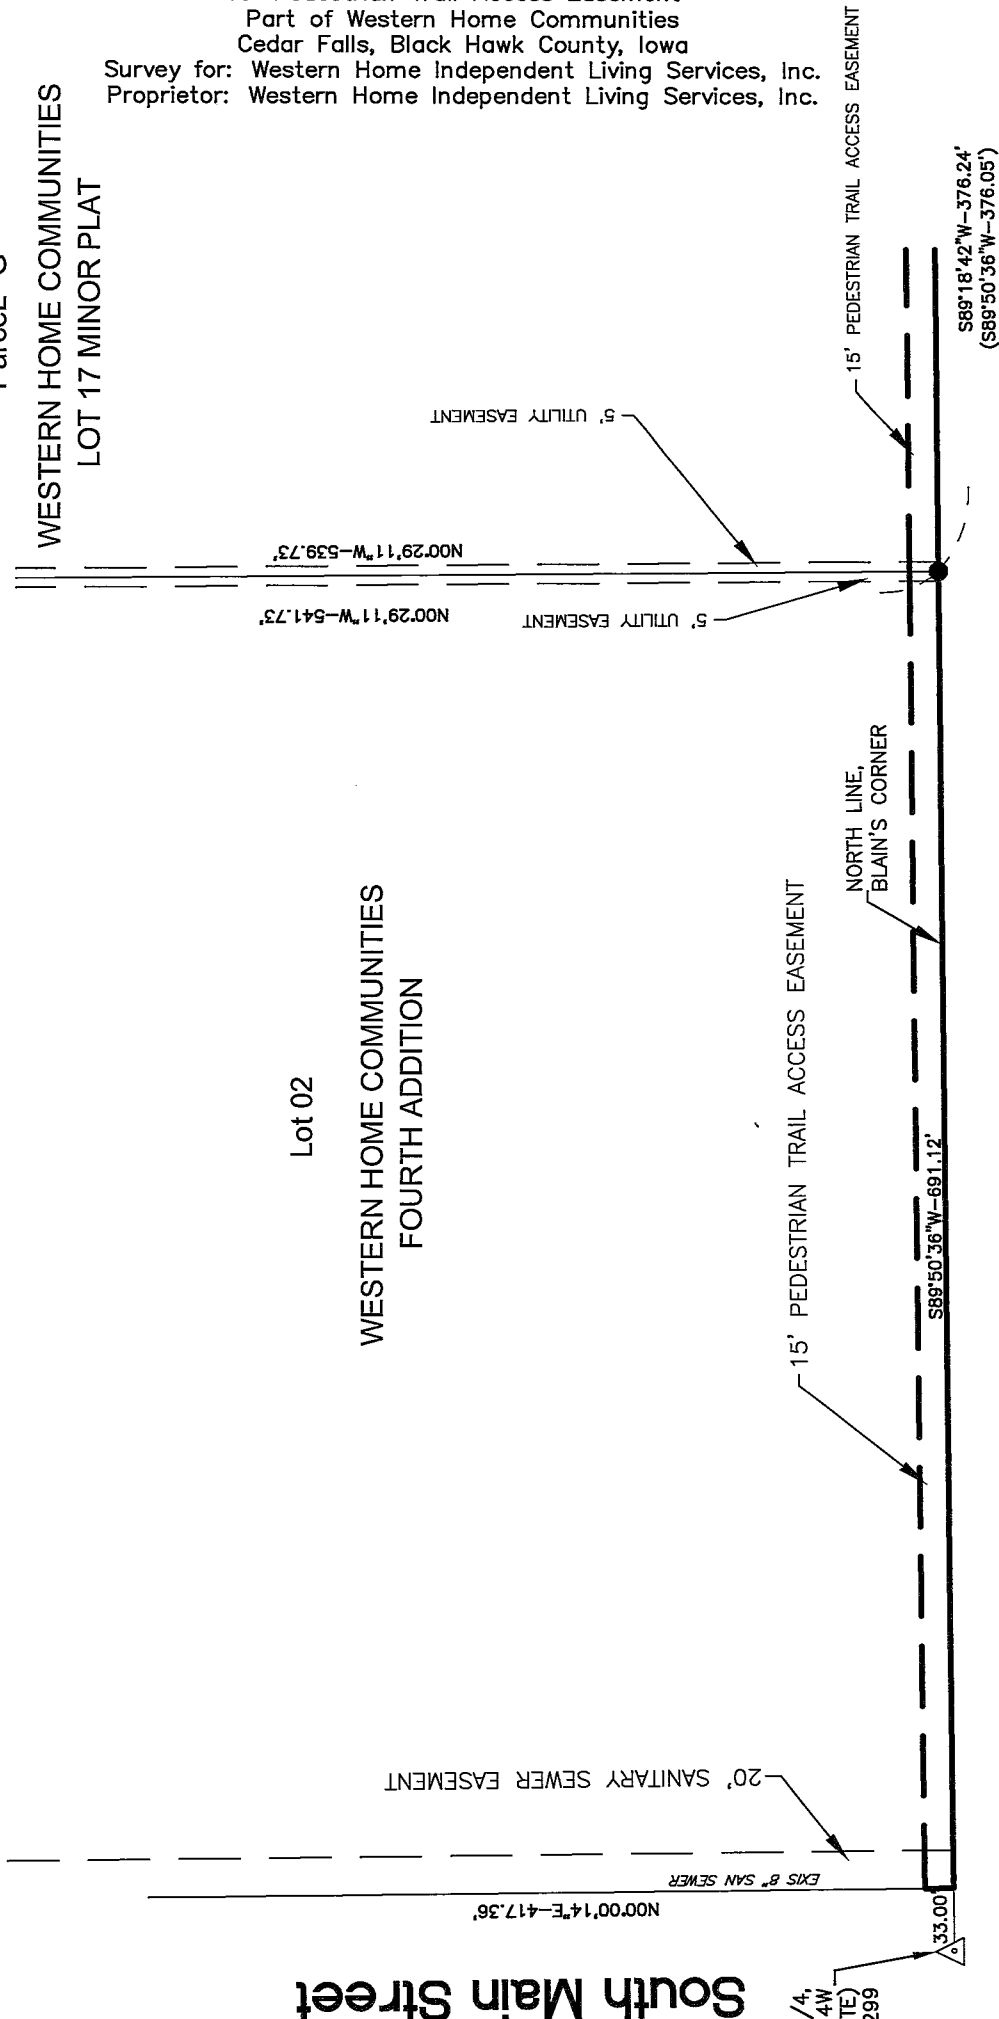 Part of Western Home Communities
Cedar Falls, Black Hawk County, Iowa
Survey for: Western Home Independent Living Services, Inc.
Proprietor: Western Home Independent Living Services, Inc.
WESTERN HOME COMMUNITIES
LOT 17 MINOR PLAT
15' PEDESTRIAN TRAIL ACCESS EASEMENT
S89°18'42"W-376.24'
(S89°50'36"W-376.05')
5' UTILITY EASEMENT
N00°29'11"W-539.73'
N00°29'11"W-541.73'
5' UTILITY EASEMENT
NORTH LINE,
BLAIN'S CORNER
Lot 02
WESTERN HOME COMMUNITIES
FOURTH ADDITION
15' PEDESTRIAN TRAIL ACCESS EASEMENT
S89°50'36"W-691.12'
20' SANITARY SEWER EASEMENT
EXIS 8" SAN SEWER
N00°00'14"E-417.36'
33.00'
South Main Street
/4,
4W
TE)
299